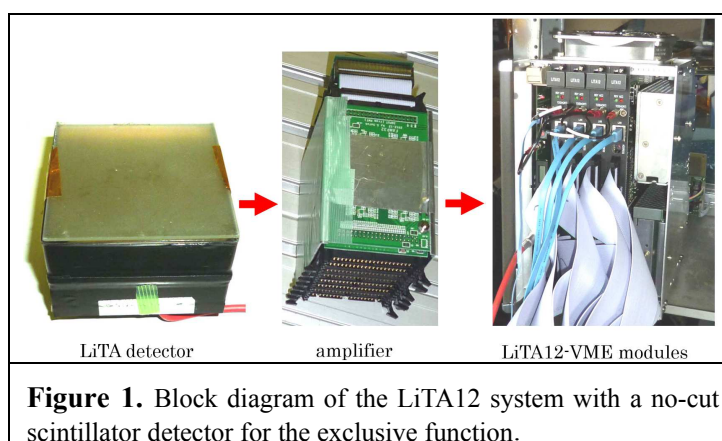 LiTA detector
amplifier
LiTA12-VME modules
Figure 1. Block diagram of the LiTA12 system with a no-cut
scintillator detector for the exclusive function.